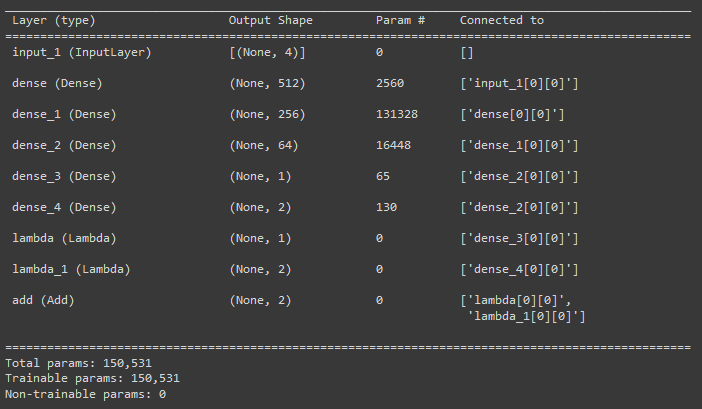 Layer (type) Output Shape Param # Connected to
==================================================================================================
input_1 (InputLayer) [(None, 4)] 0 []
dense (Dense) (None, 512) 2560 ['input_1[0][0]']
dense_1 (Dense) (None, 256) 131328 ['dense[0][0]']
dense_2 (Dense) (None, 64) 16448 ['dense_1[0][0]']
dense_3 (Dense) (None, 1) 65 ['dense_2[0][0]']
dense_4 (Dense) (None, 2) 130 ['dense_2[0][0]']
lambda (Lambda) (None, 1) 0 ['dense_3[0][0]']
lambda_1 (Lambda) (None, 2) 0 ['dense_4[0][0]']
add (Add) (None, 2) 0 ['lambda[0][0]',
'lambda_1[0][0]']
==================================================================================================
Total params: 150,531
Trainable params: 150,531
Non-trainable params: 0